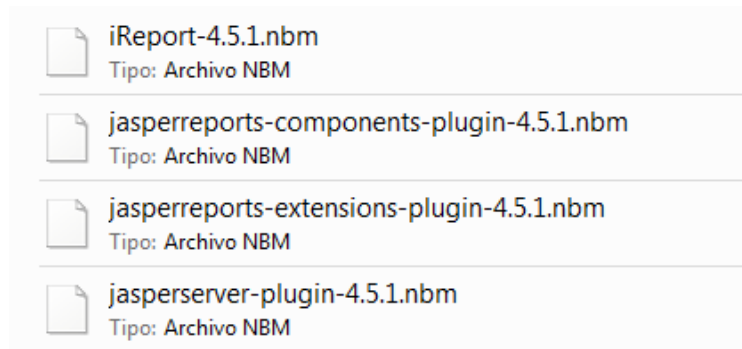 iReport-4.5.1.nbm
Tipo: Archivo NBM
jasperreports-components-plugin-4.5.1.nbm
Tipo: Archivo NBM
jasperreports-extensions-plugin-4.5.1.nbm
Tipo: Archivo NBM
jasperserver-plugin-4.5.1.nbm
Tipo: Archivo NBM